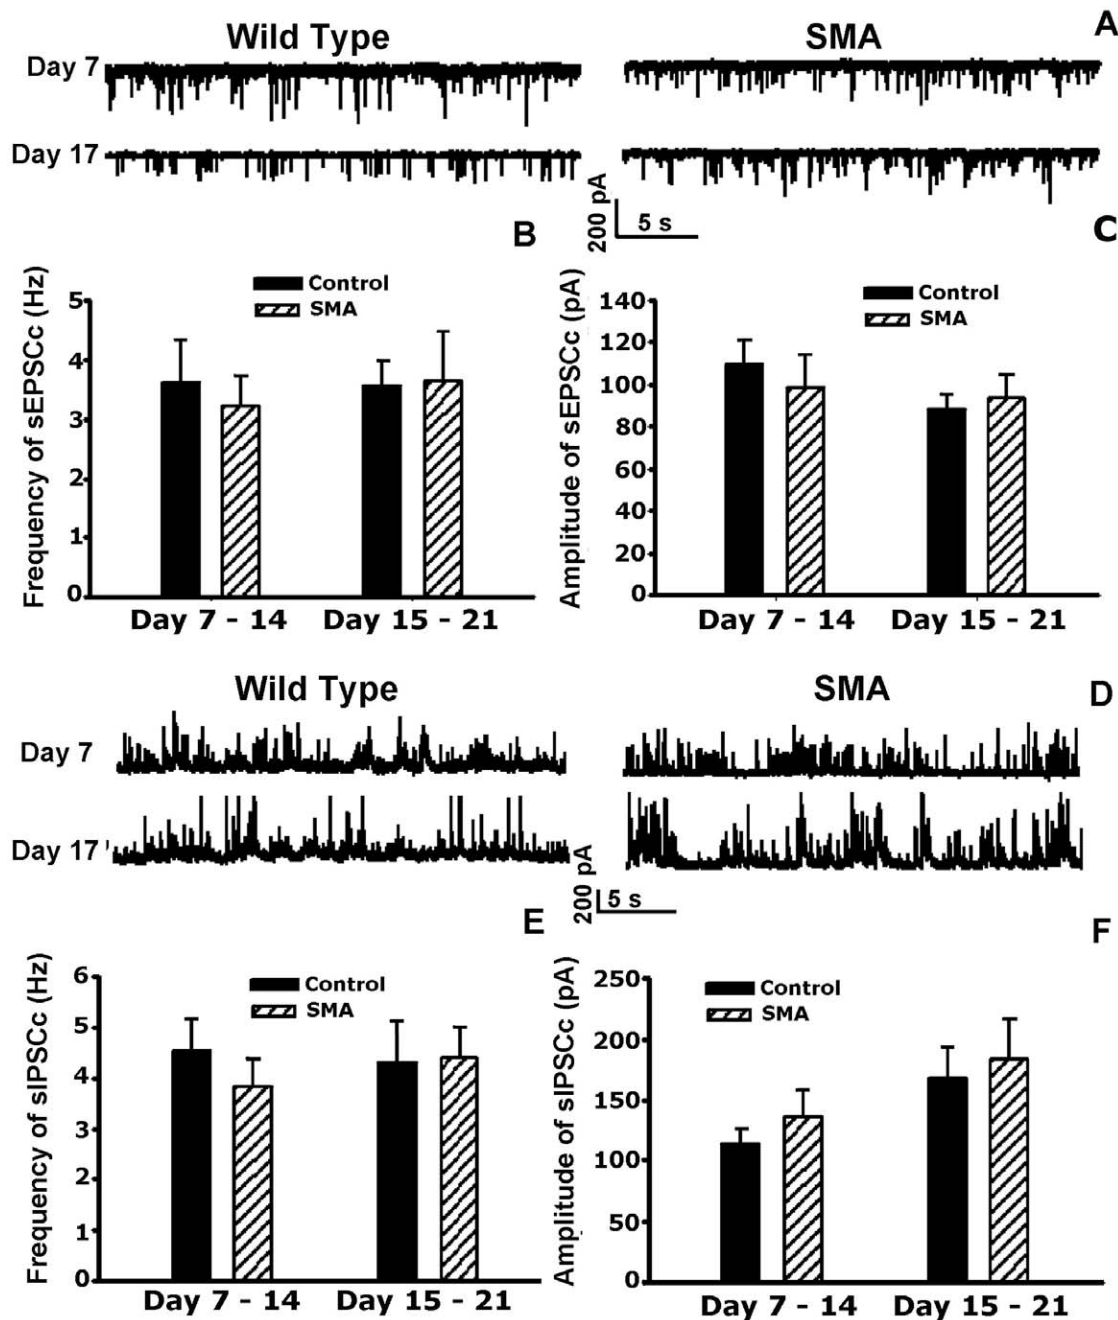 Wild Type SMA A
Day 7
Day 17
200 pA 5 s
B C
Frequency of sEPSCc (Hz)
Control
SMA
5
4
3
2
1
0
Day 7 - 14 Day 15 - 21
Amplitude of sEPSCc (pA)
Control
SMA
140
120
100
80
60
40
20
0
Day 7 - 14 Day 15 - 21
Wild Type SMA D
Day 7
Day 17
200 pA 5 s
E F
Frequency of sIPSCc (Hz)
Control
SMA
6
5
4
3
2
1
0
Day 7 - 14 Day 15 - 21
Amplitude of sIPSCc (pA)
Control
SMA
250
200
150
100
50
0
Day 7 - 14 Day 15 - 21